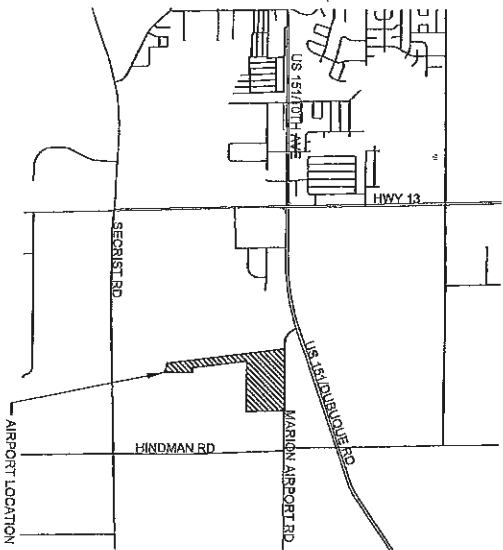 US 151/10TH AVE
HWY 13
SECRIST RD
US 151/DUBUQUE RD
MARION AIRPORT RD
HINDMAN RD
AIRPORT LOCATION